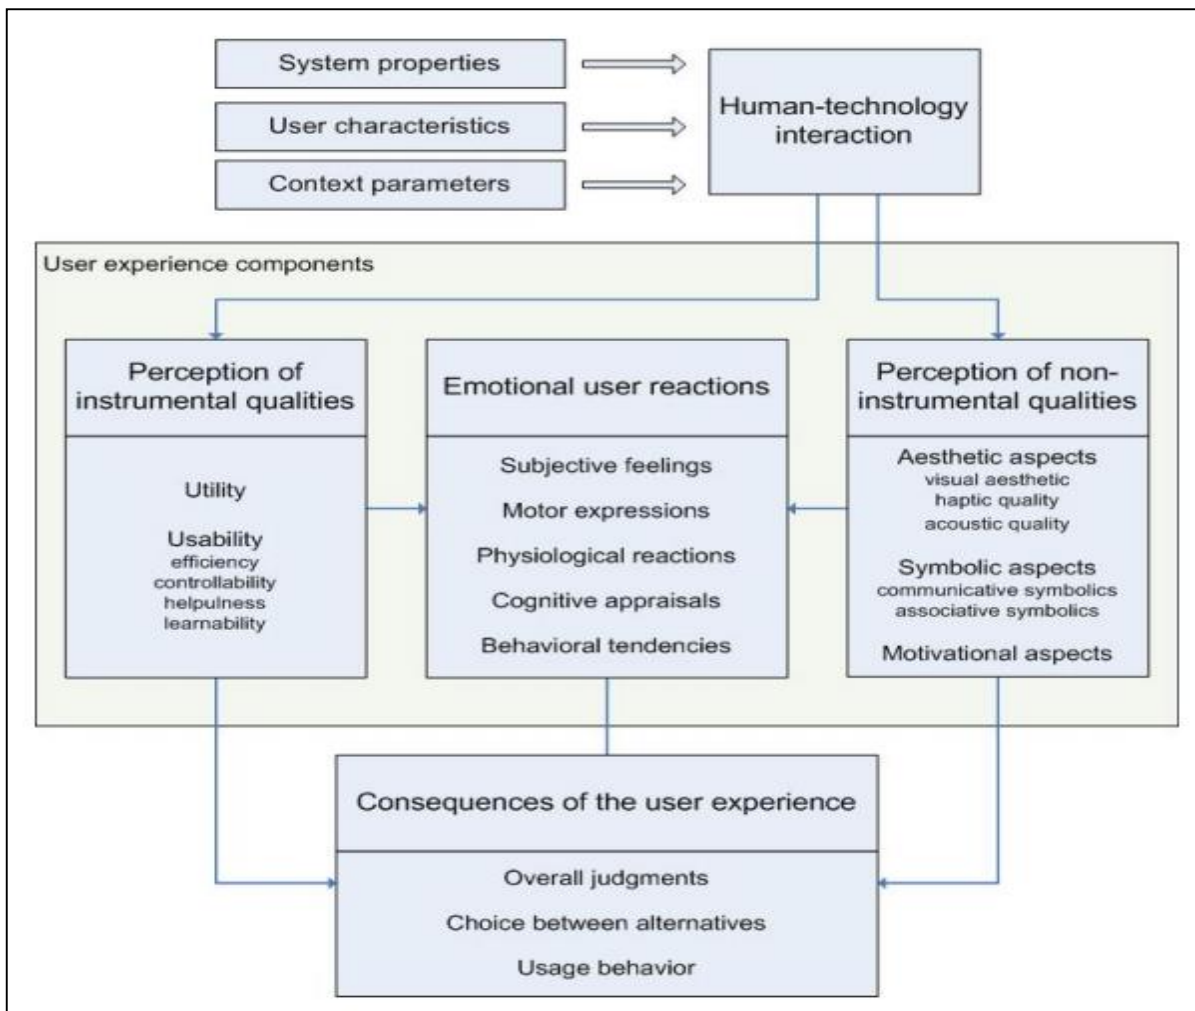 System properties
User characteristics
Context parameters
Human-technology
interaction
User experience components
Perception of
instrumental qualities
Utility
Usability
efficiency
controllability
helpulness
learnability
Emotional user reactions
Subjective feelings
Motor expressions
Physiological reactions
Cognitive appraisals
Behavioral tendencies
Perception of non-
instrumental qualities
Aesthetic aspects
visual aesthetic
haptic quality
acoustic quality
Symbolic aspects
communicative symbolics
associative symbolics
Motivational aspects
Consequences of the user experience
Overall judgments
Choice between alternatives
Usage behavior